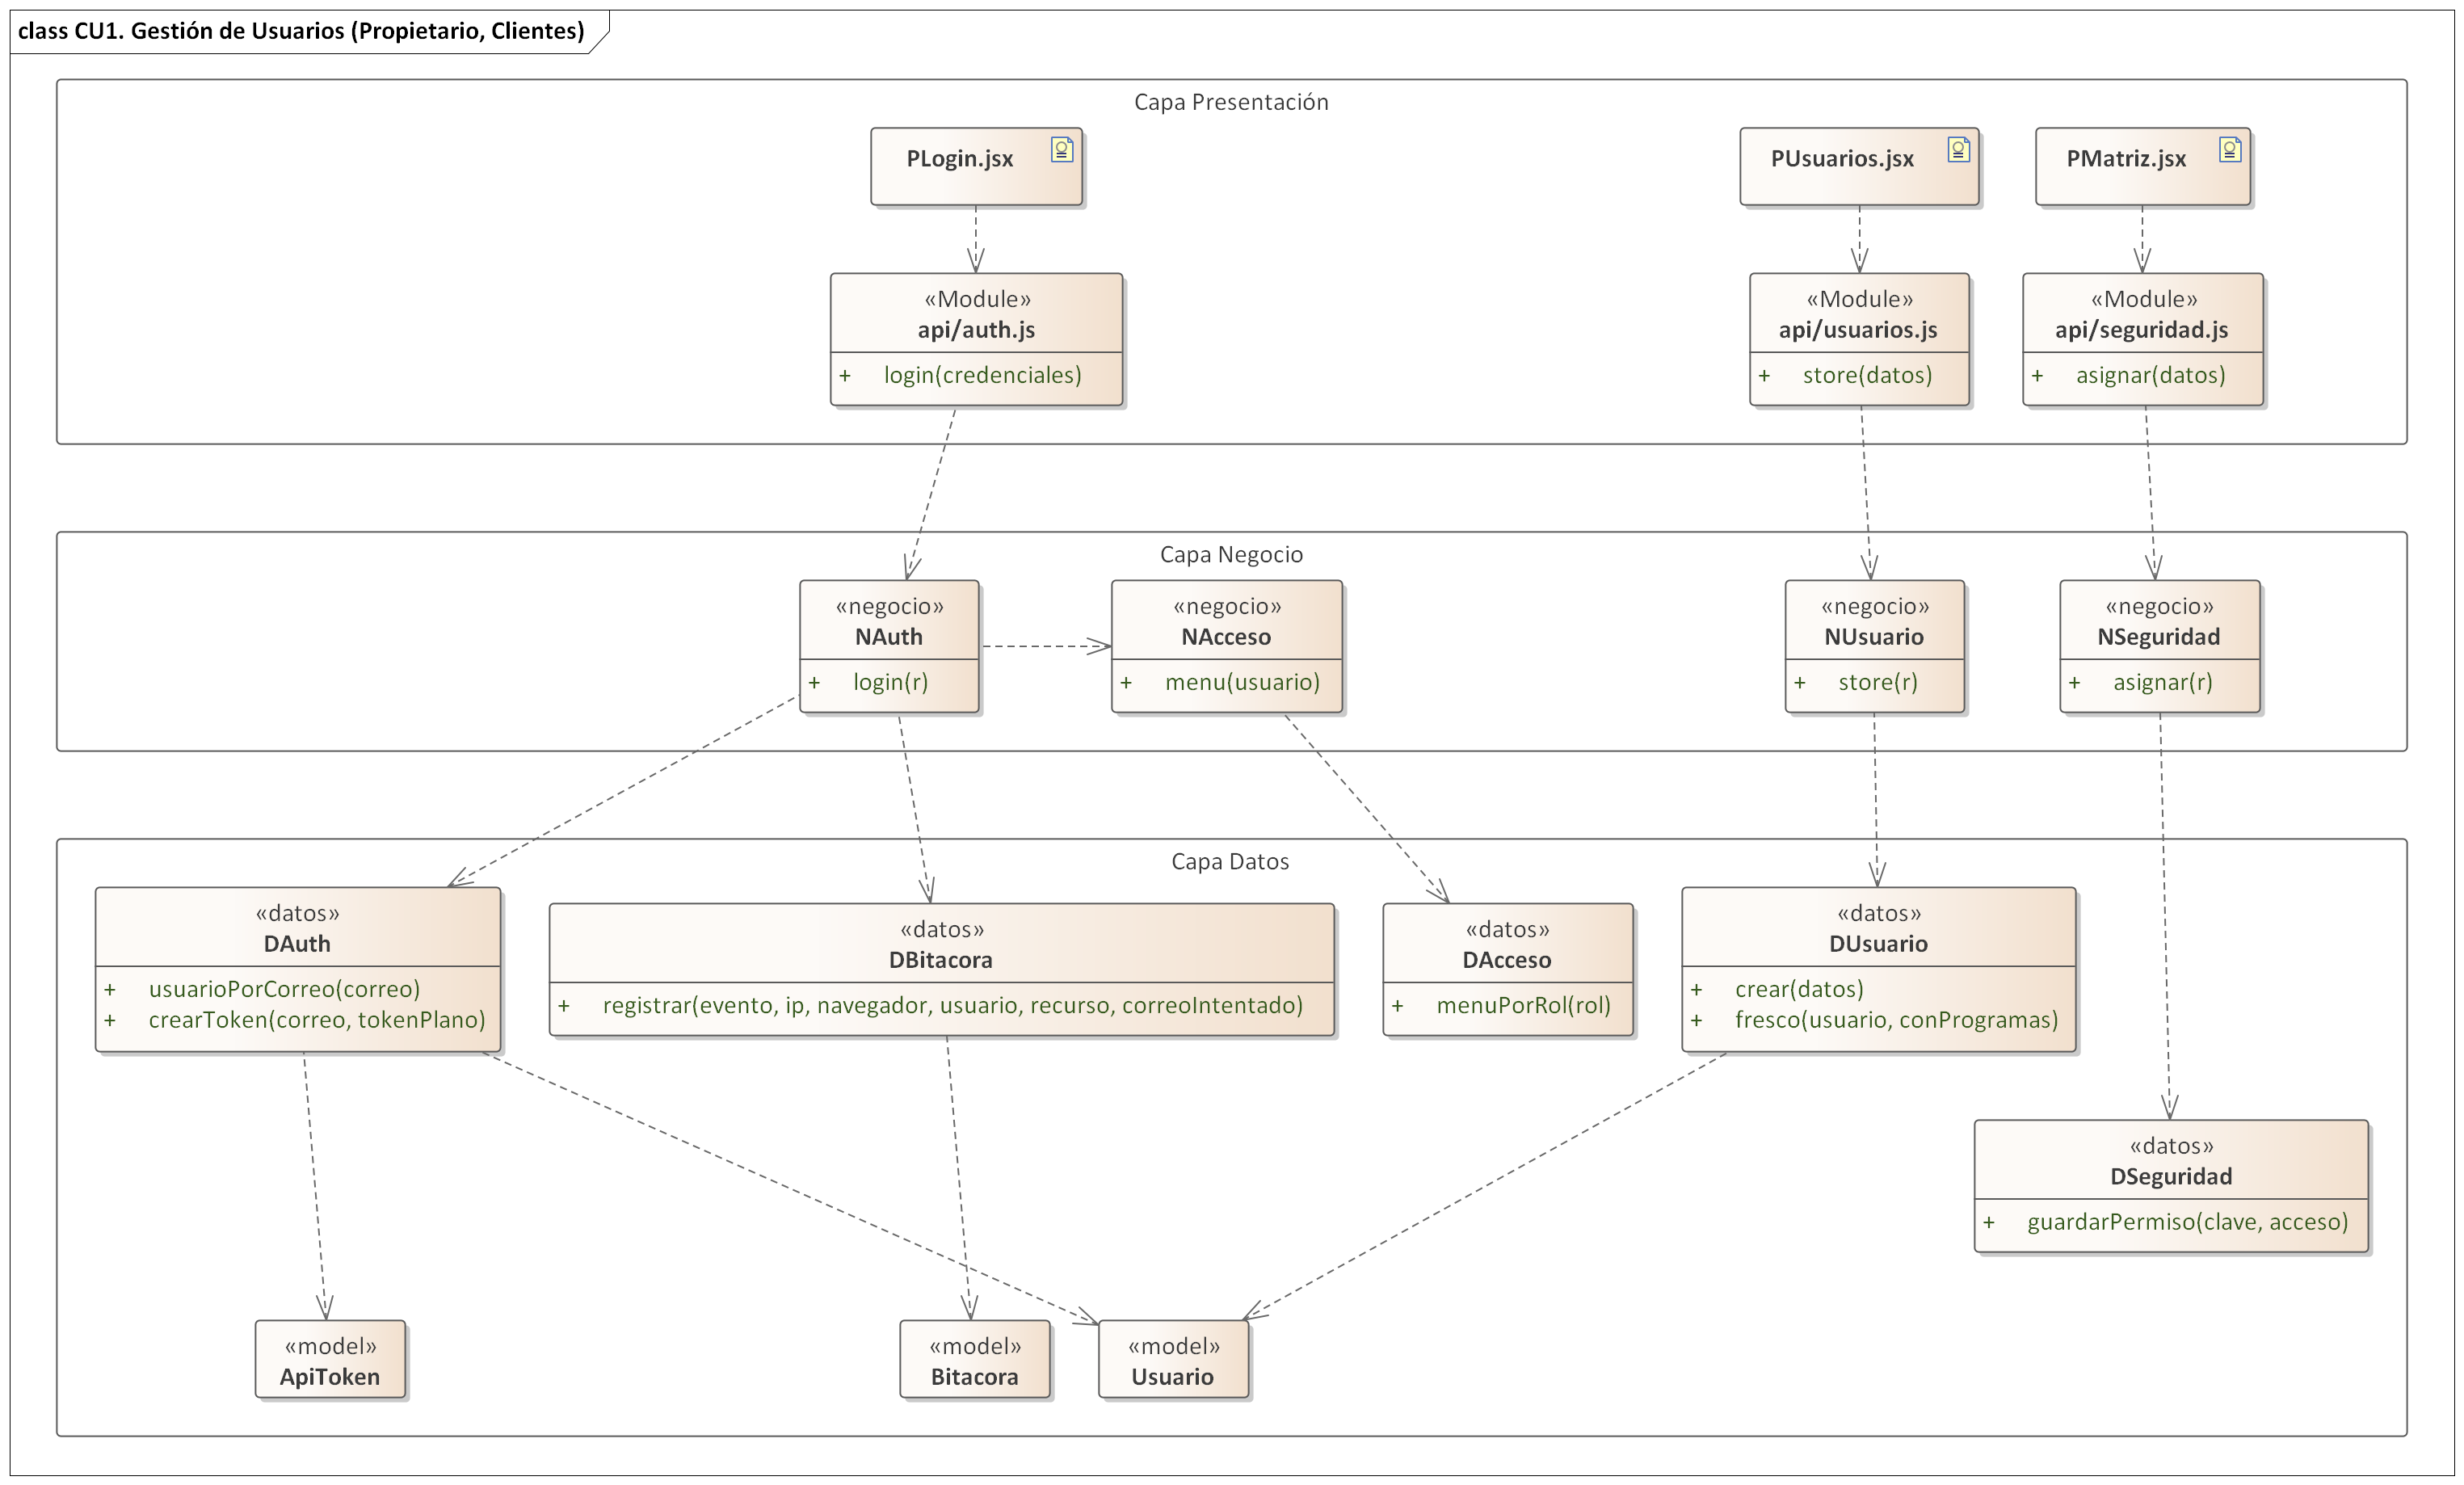 class CU1. Gestión de Usuarios (Propietario, Clientes)
Capa Presentación
PLogin.jsx
PUsuarios.jsx
PMatriz.jsx
«Module»
api/auth.js
+ login(credenciales)
«Module»
api/usuarios.js
+ store(datos)
«Module»
api/seguridad.js
+ asignar(datos)
Capa Negocio
«negocio»
NAuth
+ login(r)
«negocio»
NAcceso
+ menu(usuario)
«negocio»
NUsuario
+ store(r)
«negocio»
NSeguridad
+ asignar(r)
Capa Datos
«datos»
DAuth
+ usuarioPorCorreo(correo)
+ crearToken(correo, tokenPlano)
«datos»
DBitacora
+ registrar(evento, ip, navegador, usuario, recurso, correoIntentado)
«datos»
DAcceso
+ menuPorRol(rol)
«datos»
DUsuario
+ crear(datos)
+ fresco(usuario, conProgramas)
«datos»
DSeguridad
+ guardarPermiso(clave, acceso)
«model»
ApiToken
«model»
Bitacora
«model»
Usuario